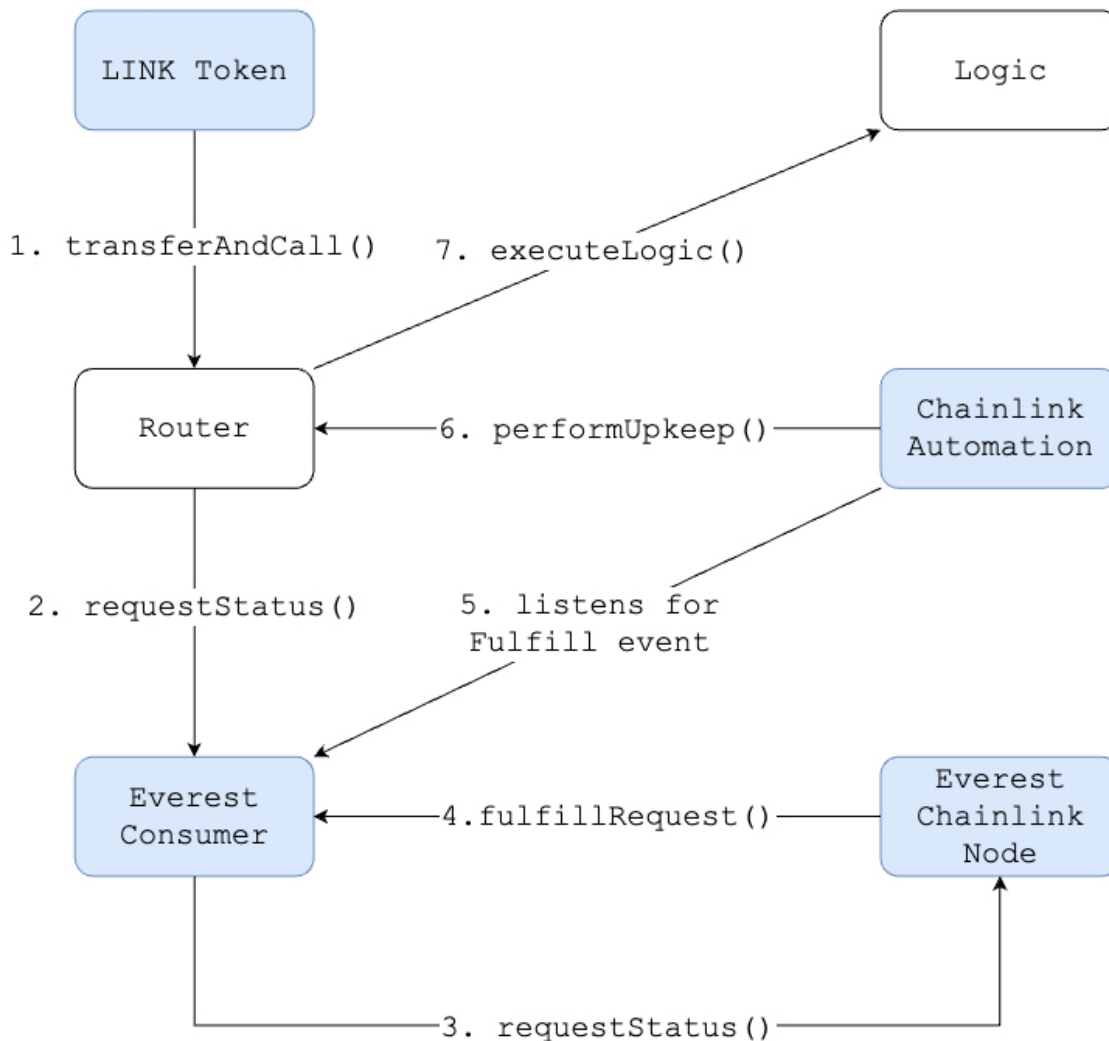 LINK Token
Logic
1. transferAndCall()
7. executeLogic()
Router
6. performUpkeep()
Chainlink
Automation
2. requestStatus()
5. listens for
Fulfill event
Everest
Consumer
4.fulfillRequest()
Everest
Chainlink
Node
3. requestStatus()